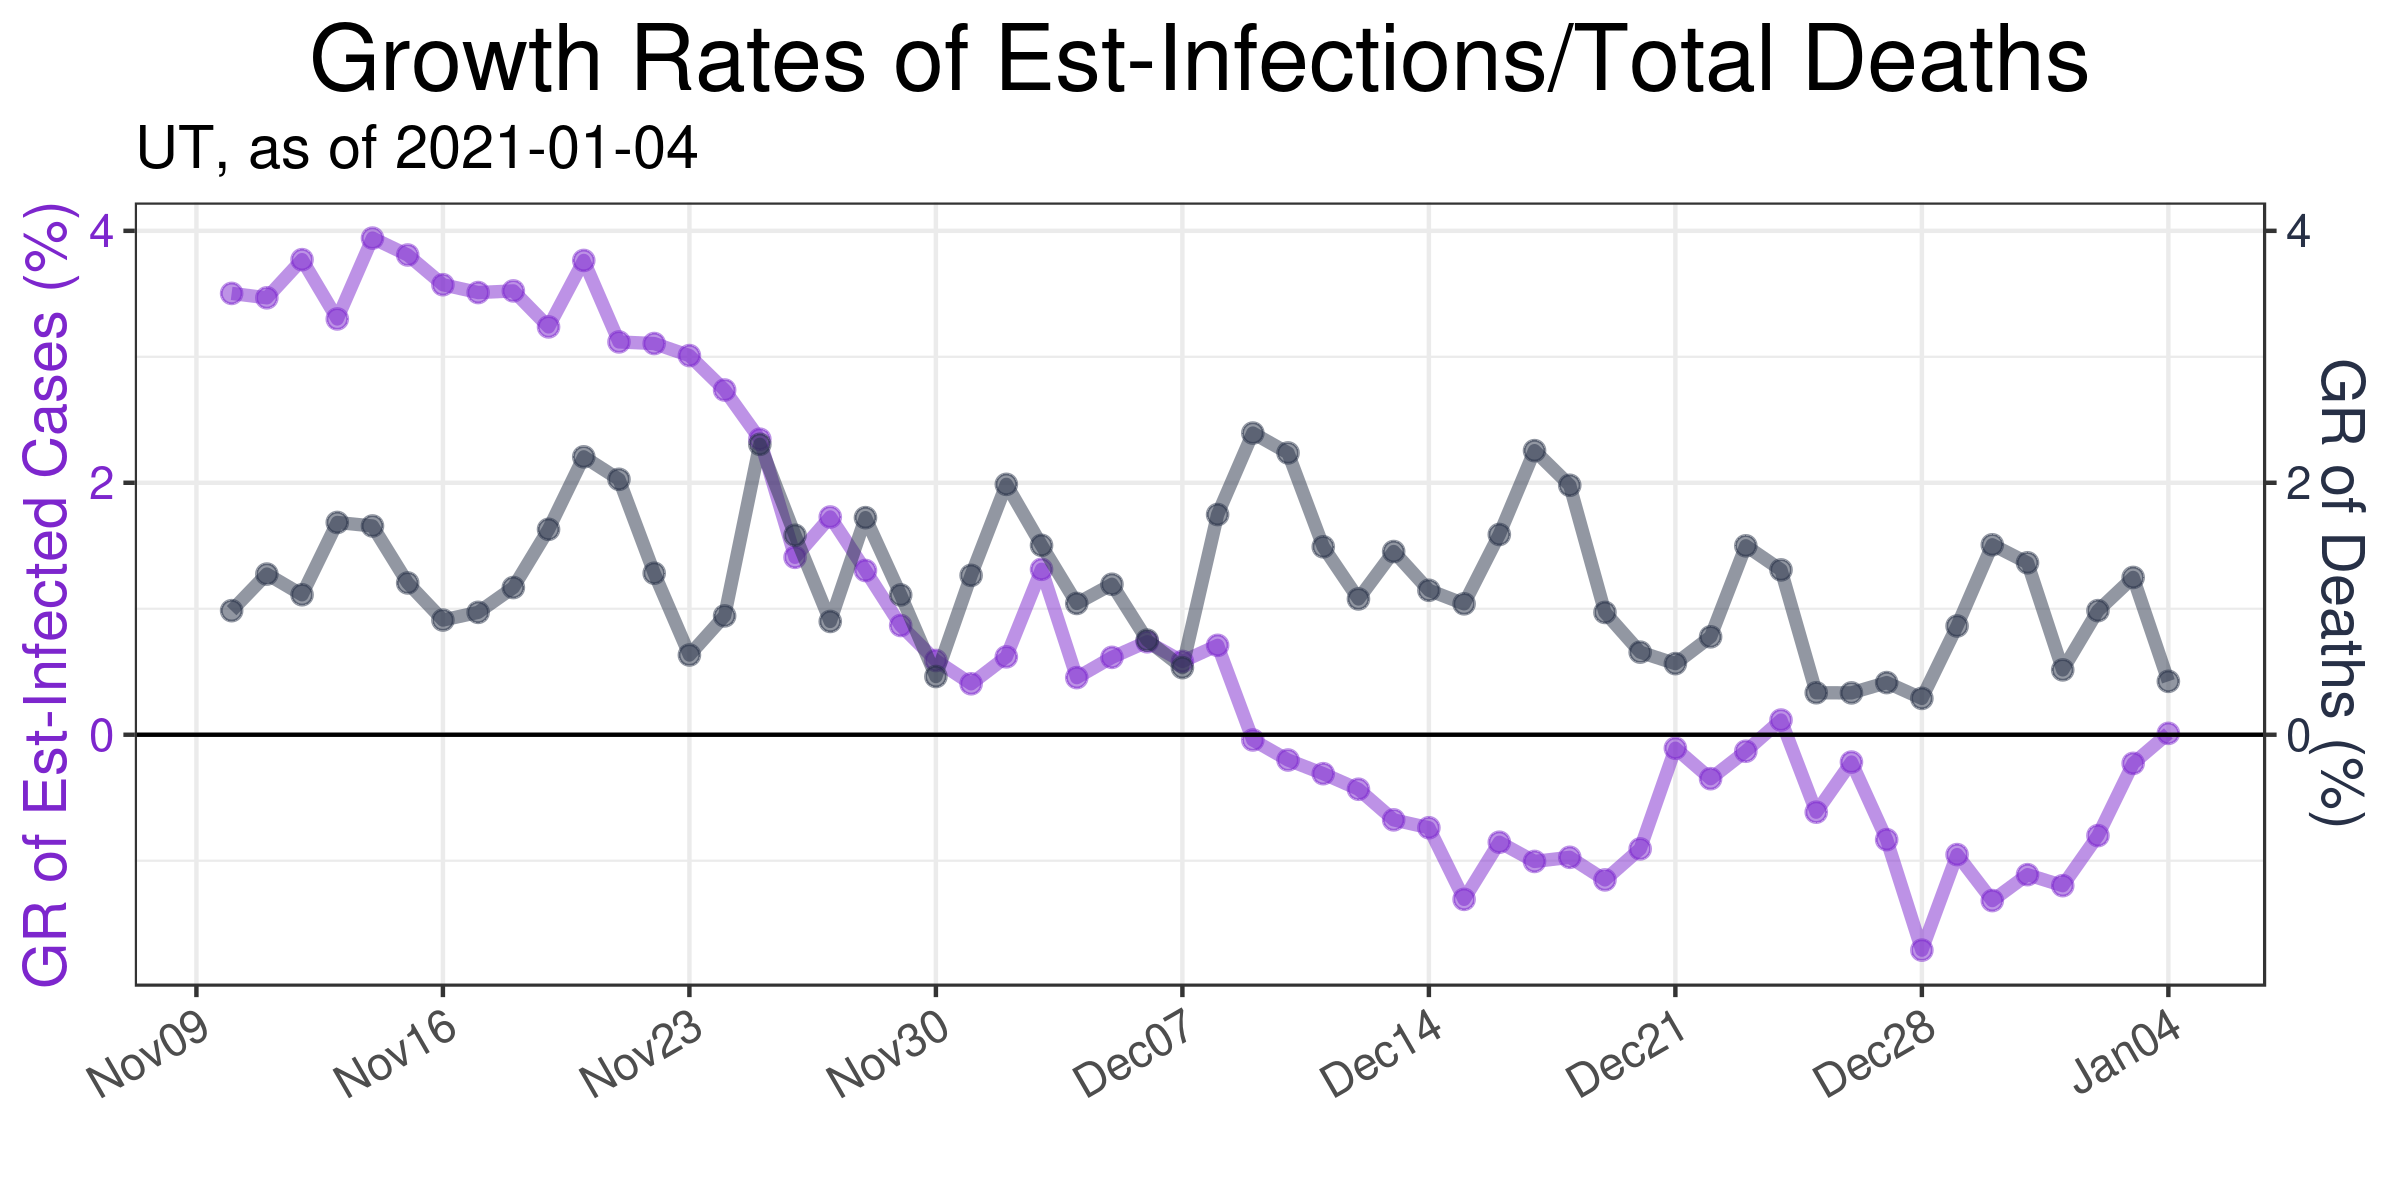 Growth Rates of Est-Infections/Total Deaths
UT, as of 2021-01-04
GR of Est-Infected Cases (%)
4
2
0
4
2
0
GR of Deaths (%)
Nov09
Nov16
Nov23
Nov30
Dec07
Dec14
Dec21
Dec28
Jan04